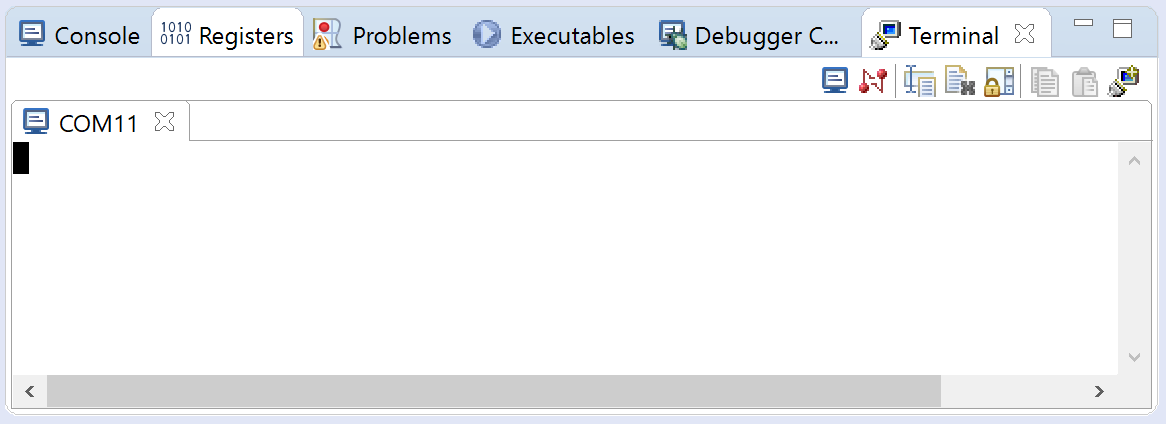 Console 1010 0101 Registers Problems Executables Debugger C... Terminal
COM11